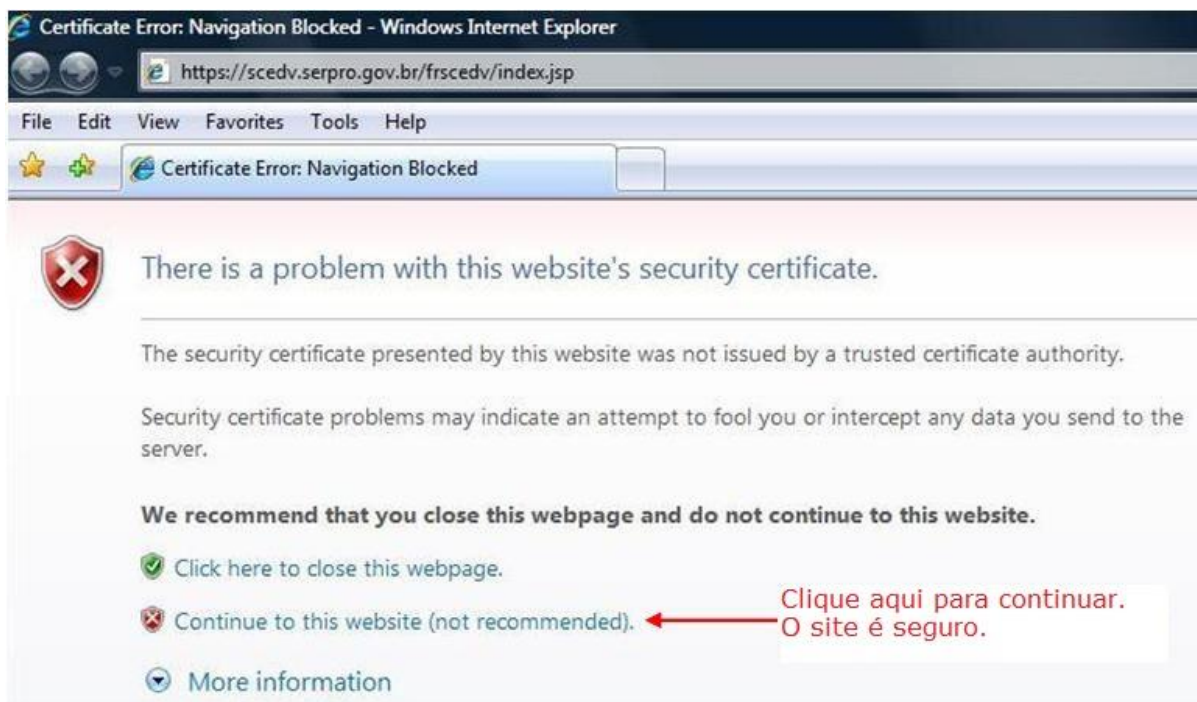 Certificate Error: Navigation Blocked - Windows Internet Explorer
https://scedv.serpro.gov.br/frscedv/index.jsp
File Edit View Favorites Tools Help
Certificate Error: Navigation Blocked
There is a problem with this website's security certificate.
The security certificate presented by this website was not issued by a trusted certificate authority.
Security certificate problems may indicate an attempt to fool you or intercept any data you send to the
server.
We recommend that you close this webpage and do not continue to this website.
Click here to close this webpage.
Continue to this website (not recommended).
Clique aqui para continuar.
O site é seguro.
More information